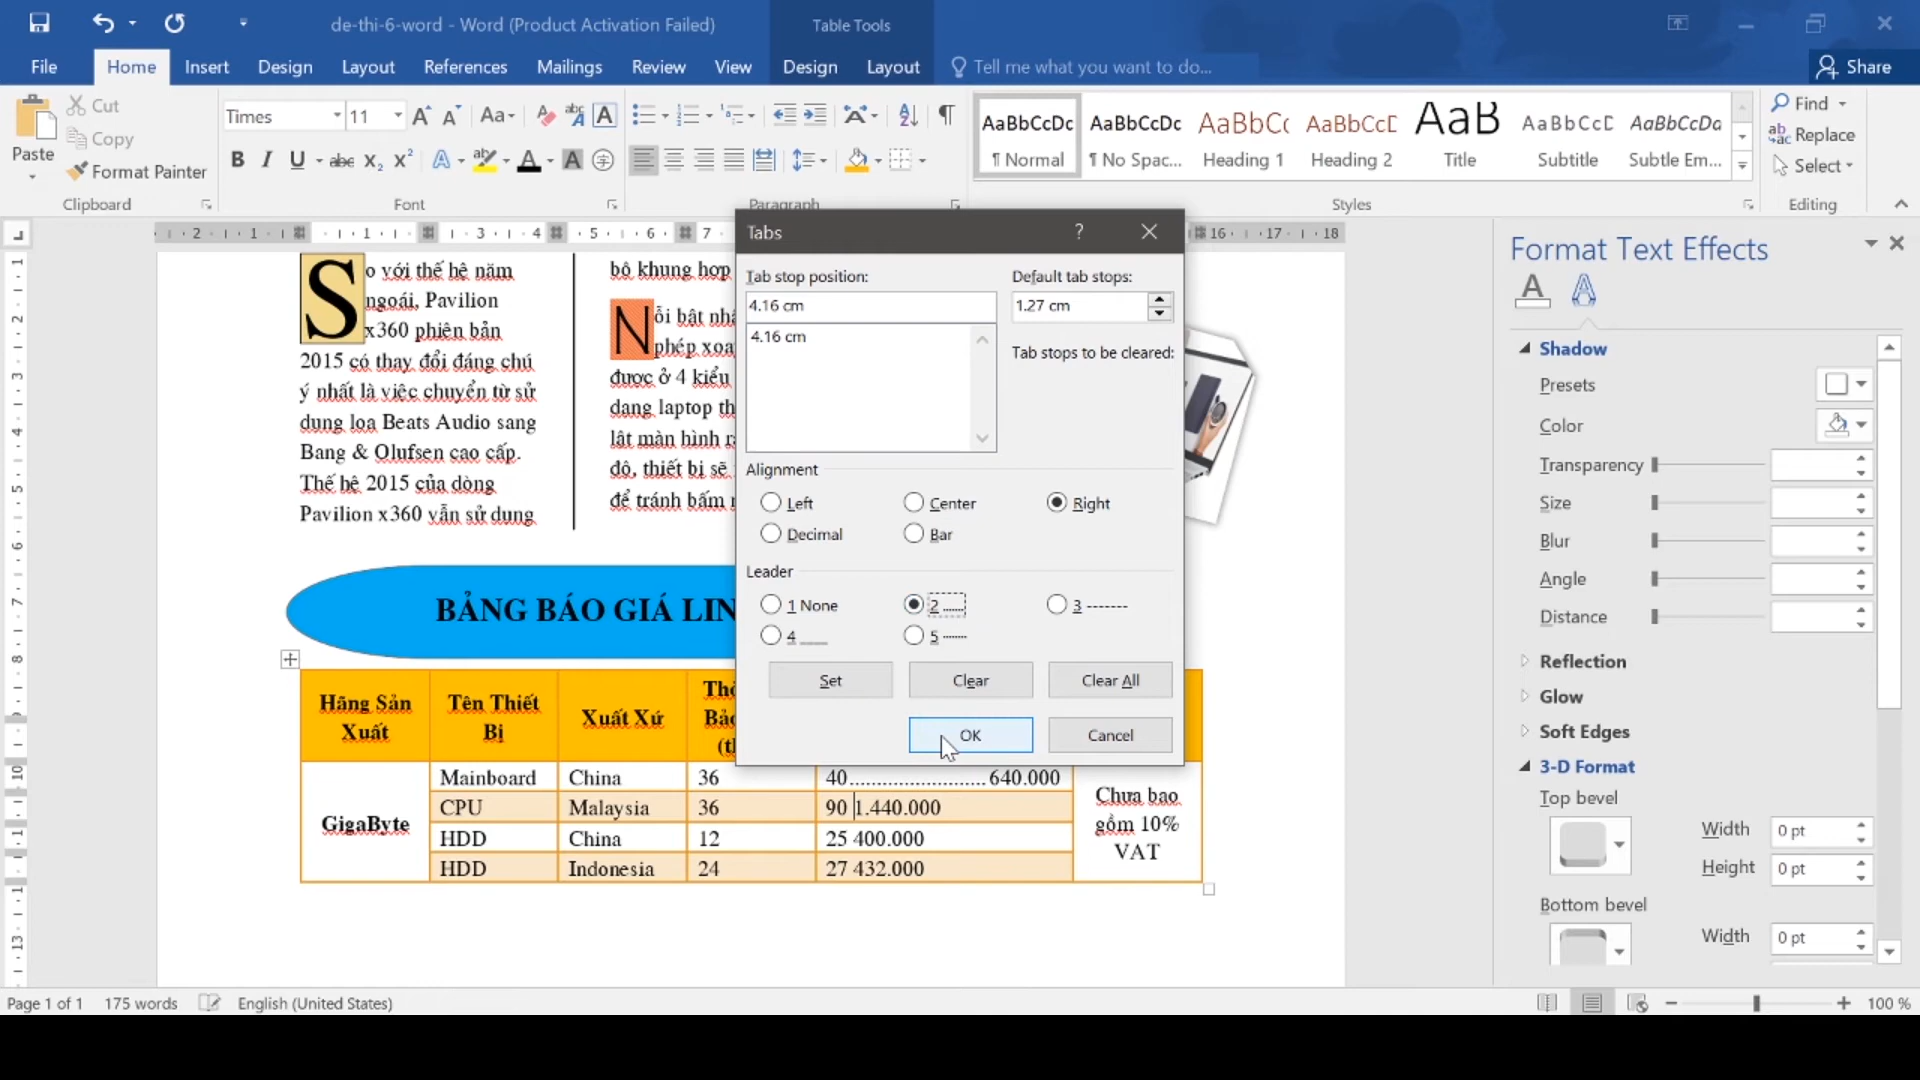 de-thi-6-word - Word (Product Activation Failed)
Table Tools
File
Home
Insert
Design
Layout
References
Mailings
Review
View
Design
Layout
Tell me what you want to do...
Share
Paste
Cut
Copy
Format Painter
Clipboard
Times
11
Font
Paragraph
AaBbCcDc
¶ Normal
AaBbCcDc
¶ No Spac...
AaBbCc
Heading 1
AaBbCcD
Heading 2
AaB
Title
AaBbCcD
Subtitle
AaBbCcDc
Subtle Em...
Styles
Find
Replace
Select
Editing
So với thế hệ năm
ngoái, Pavilion
x360 phiên bản
2015 có thay đổi đáng chú
ý nhất là việc chuyển từ sử
dụng loa Beats Audio sang
Bang & Olufsen cao cấp.
Thế hệ 2015 của dòng
Pavilion x360 vẫn sử dụng
bộ khung hợp
Nổi bật nhấ
phép xoa
được ở 4 kiểu
dạng laptop th
lật màn hình r
đó, thiết bị sẽ
để tránh bấm
BẢNG BÁO GIÁ LIN
Hãng Sản Xuất
Tên Thiết Bị
Xuất Xứ
GigaByte
Mainboard China 36 40........................ 640.000
CPU Malaysia 36 90 1.440.000
HDD China 12 25 400.000
HDD Indonesia 24 27 432.000
Chưa bao
gồm 10%
VAT
Tabs
Tab stop position:
4.16 cm
4.16 cm
Default tab stops:
1.27 cm
Tab stops to be cleared:
Alignment
Left
Center
Right
Decimal
Bar
Leader
1 None
2 ......
3 -------
4 ___
5 ······
Set
Clear
Clear All
OK
Cancel
Format Text Effects
Shadow
Presets
Color
Transparency
Size
Blur
Angle
Distance
Reflection
Glow
Soft Edges
3-D Format
Top bevel
Width
0 pt
Height
0 pt
Bottom bevel
Width
0 pt
Page 1 of 1
175 words
English (United States)
100 %